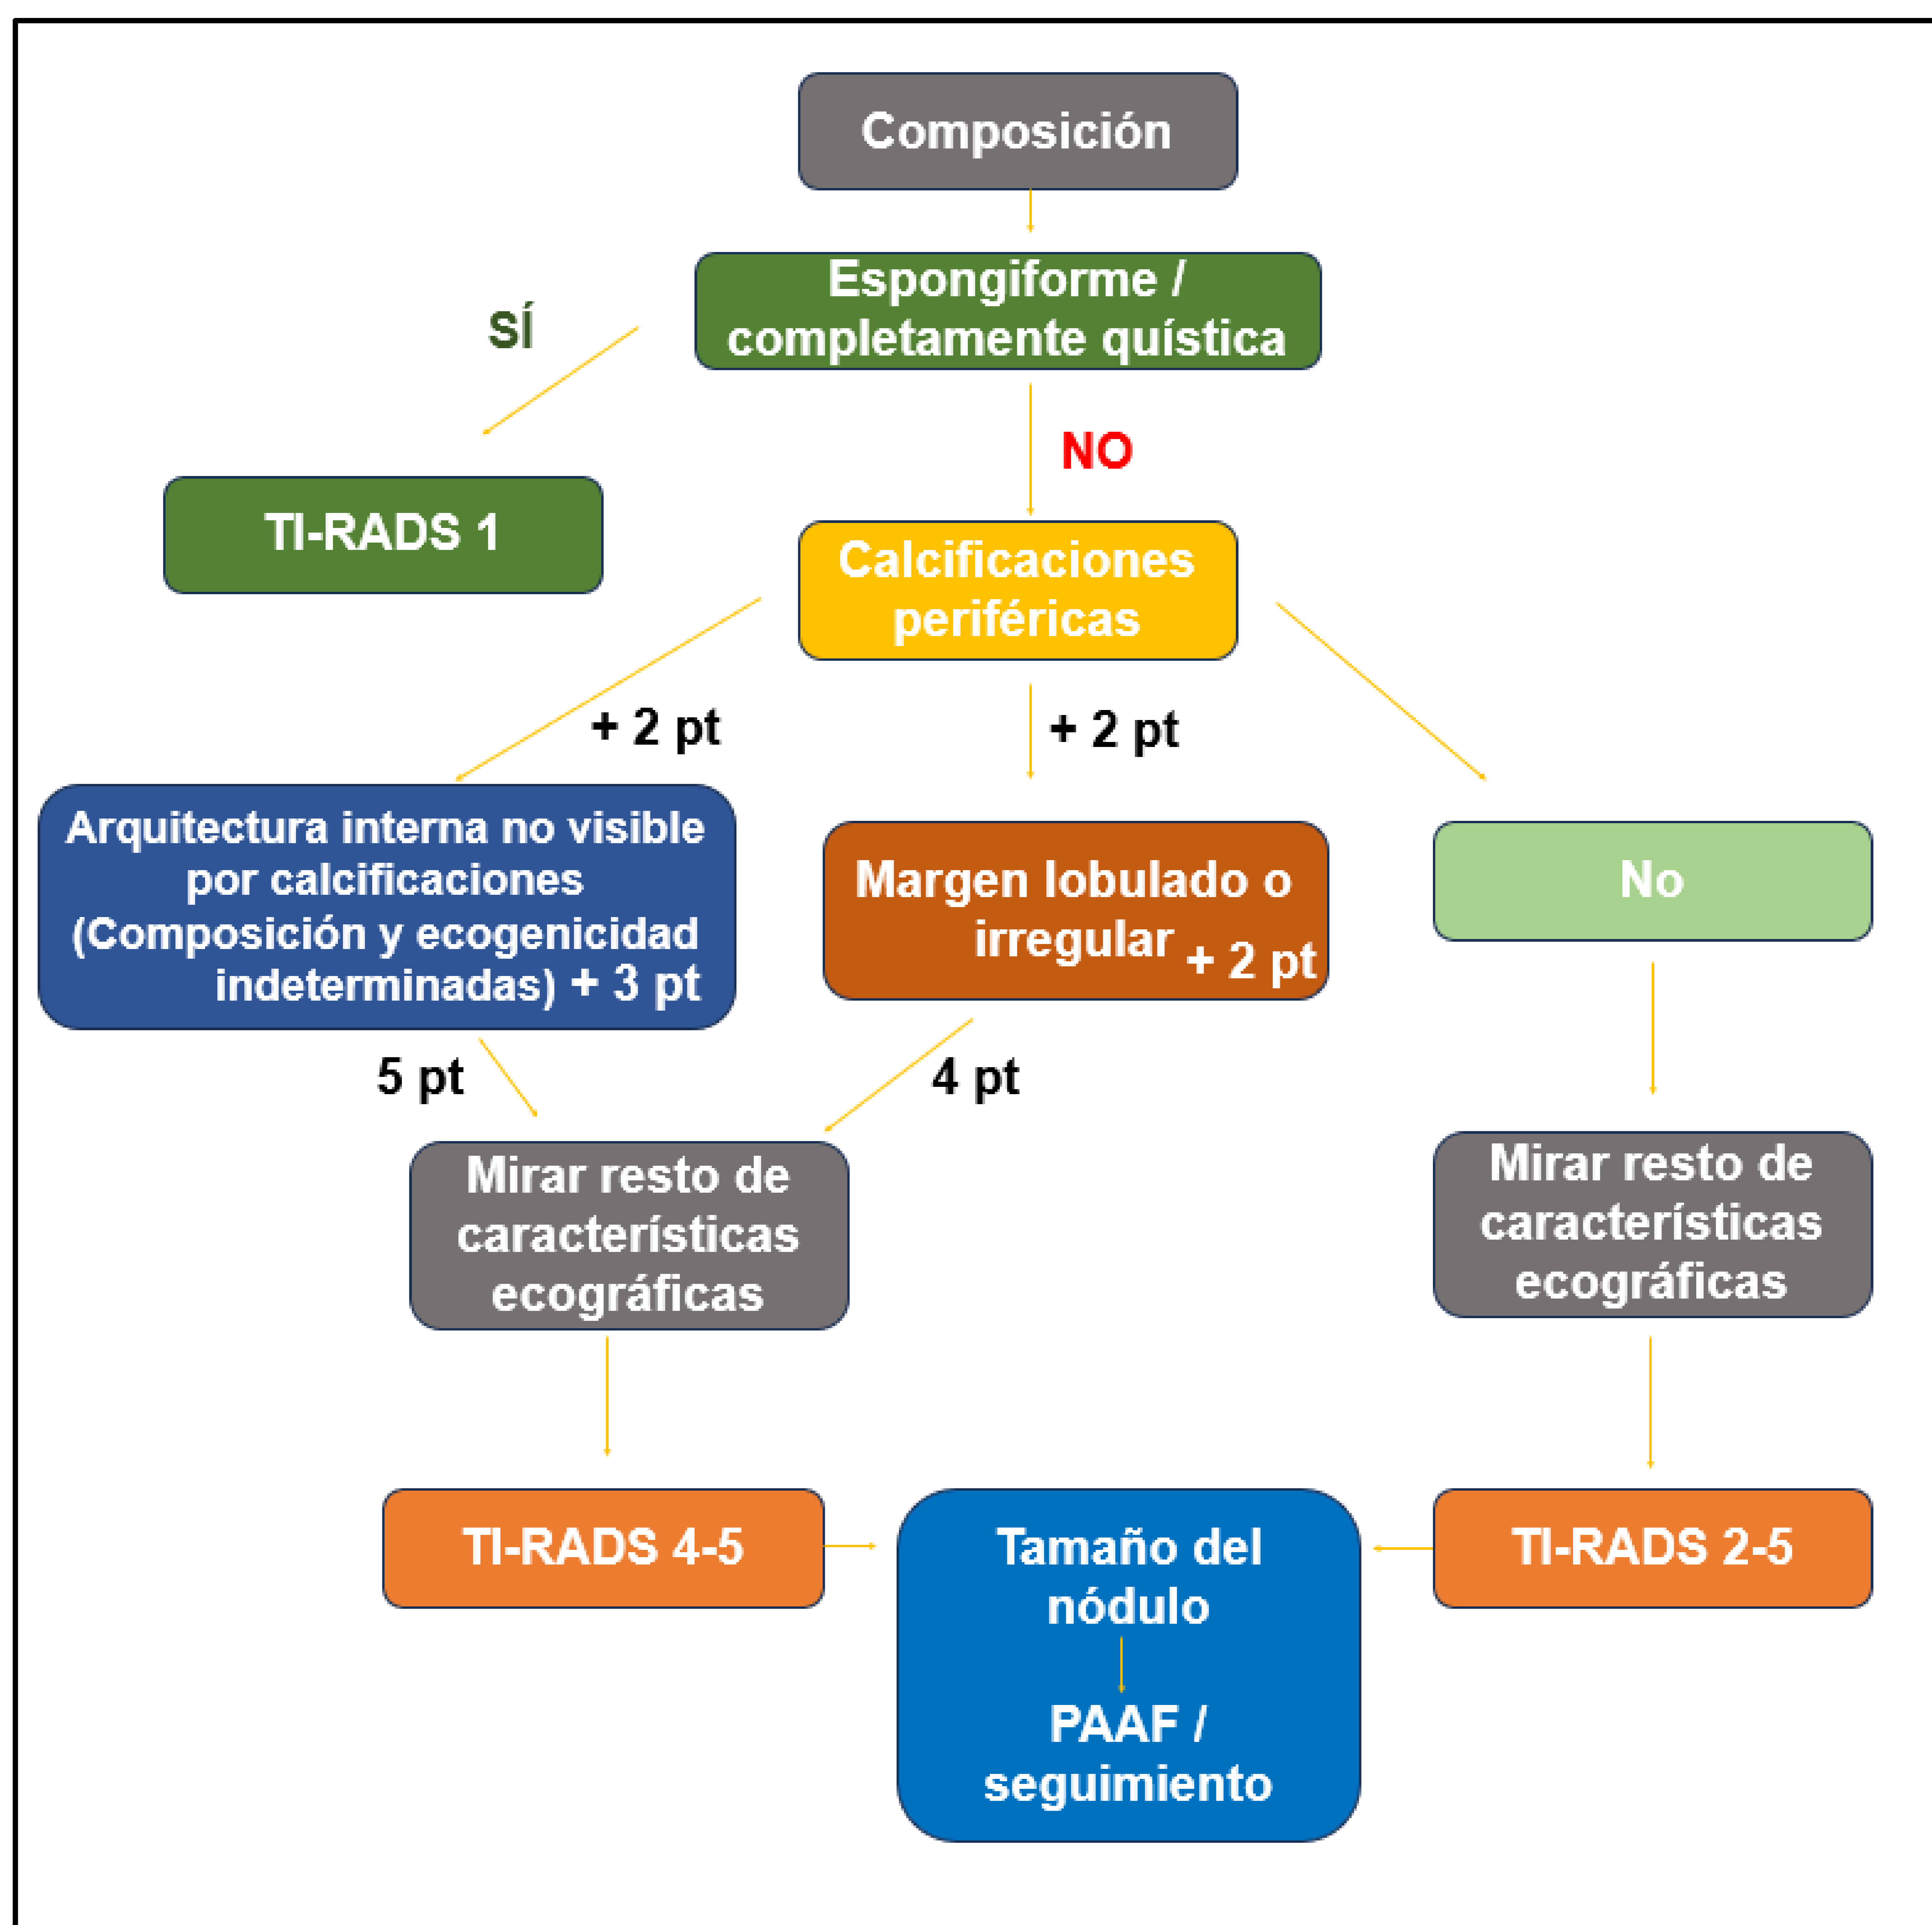 Composición
Espongiforme /
completamente quística
SÍ
NO
TI-RADS 1
Calcificaciones
periféricas
+ 2 pt
+ 2 pt
Arquitectura interna no visible
por calcificaciones
(Composición y ecogenicidad
indeterminadas) + 3 pt
Margen lobulado o
irregular + 2 pt
No
5 pt
4 pt
Mirar resto de
características
ecográficas
Mirar resto de
características
ecográficas
TI-RADS 4-5
Tamaño del
nódulo
PAAF /
seguimiento
TI-RADS 2-5